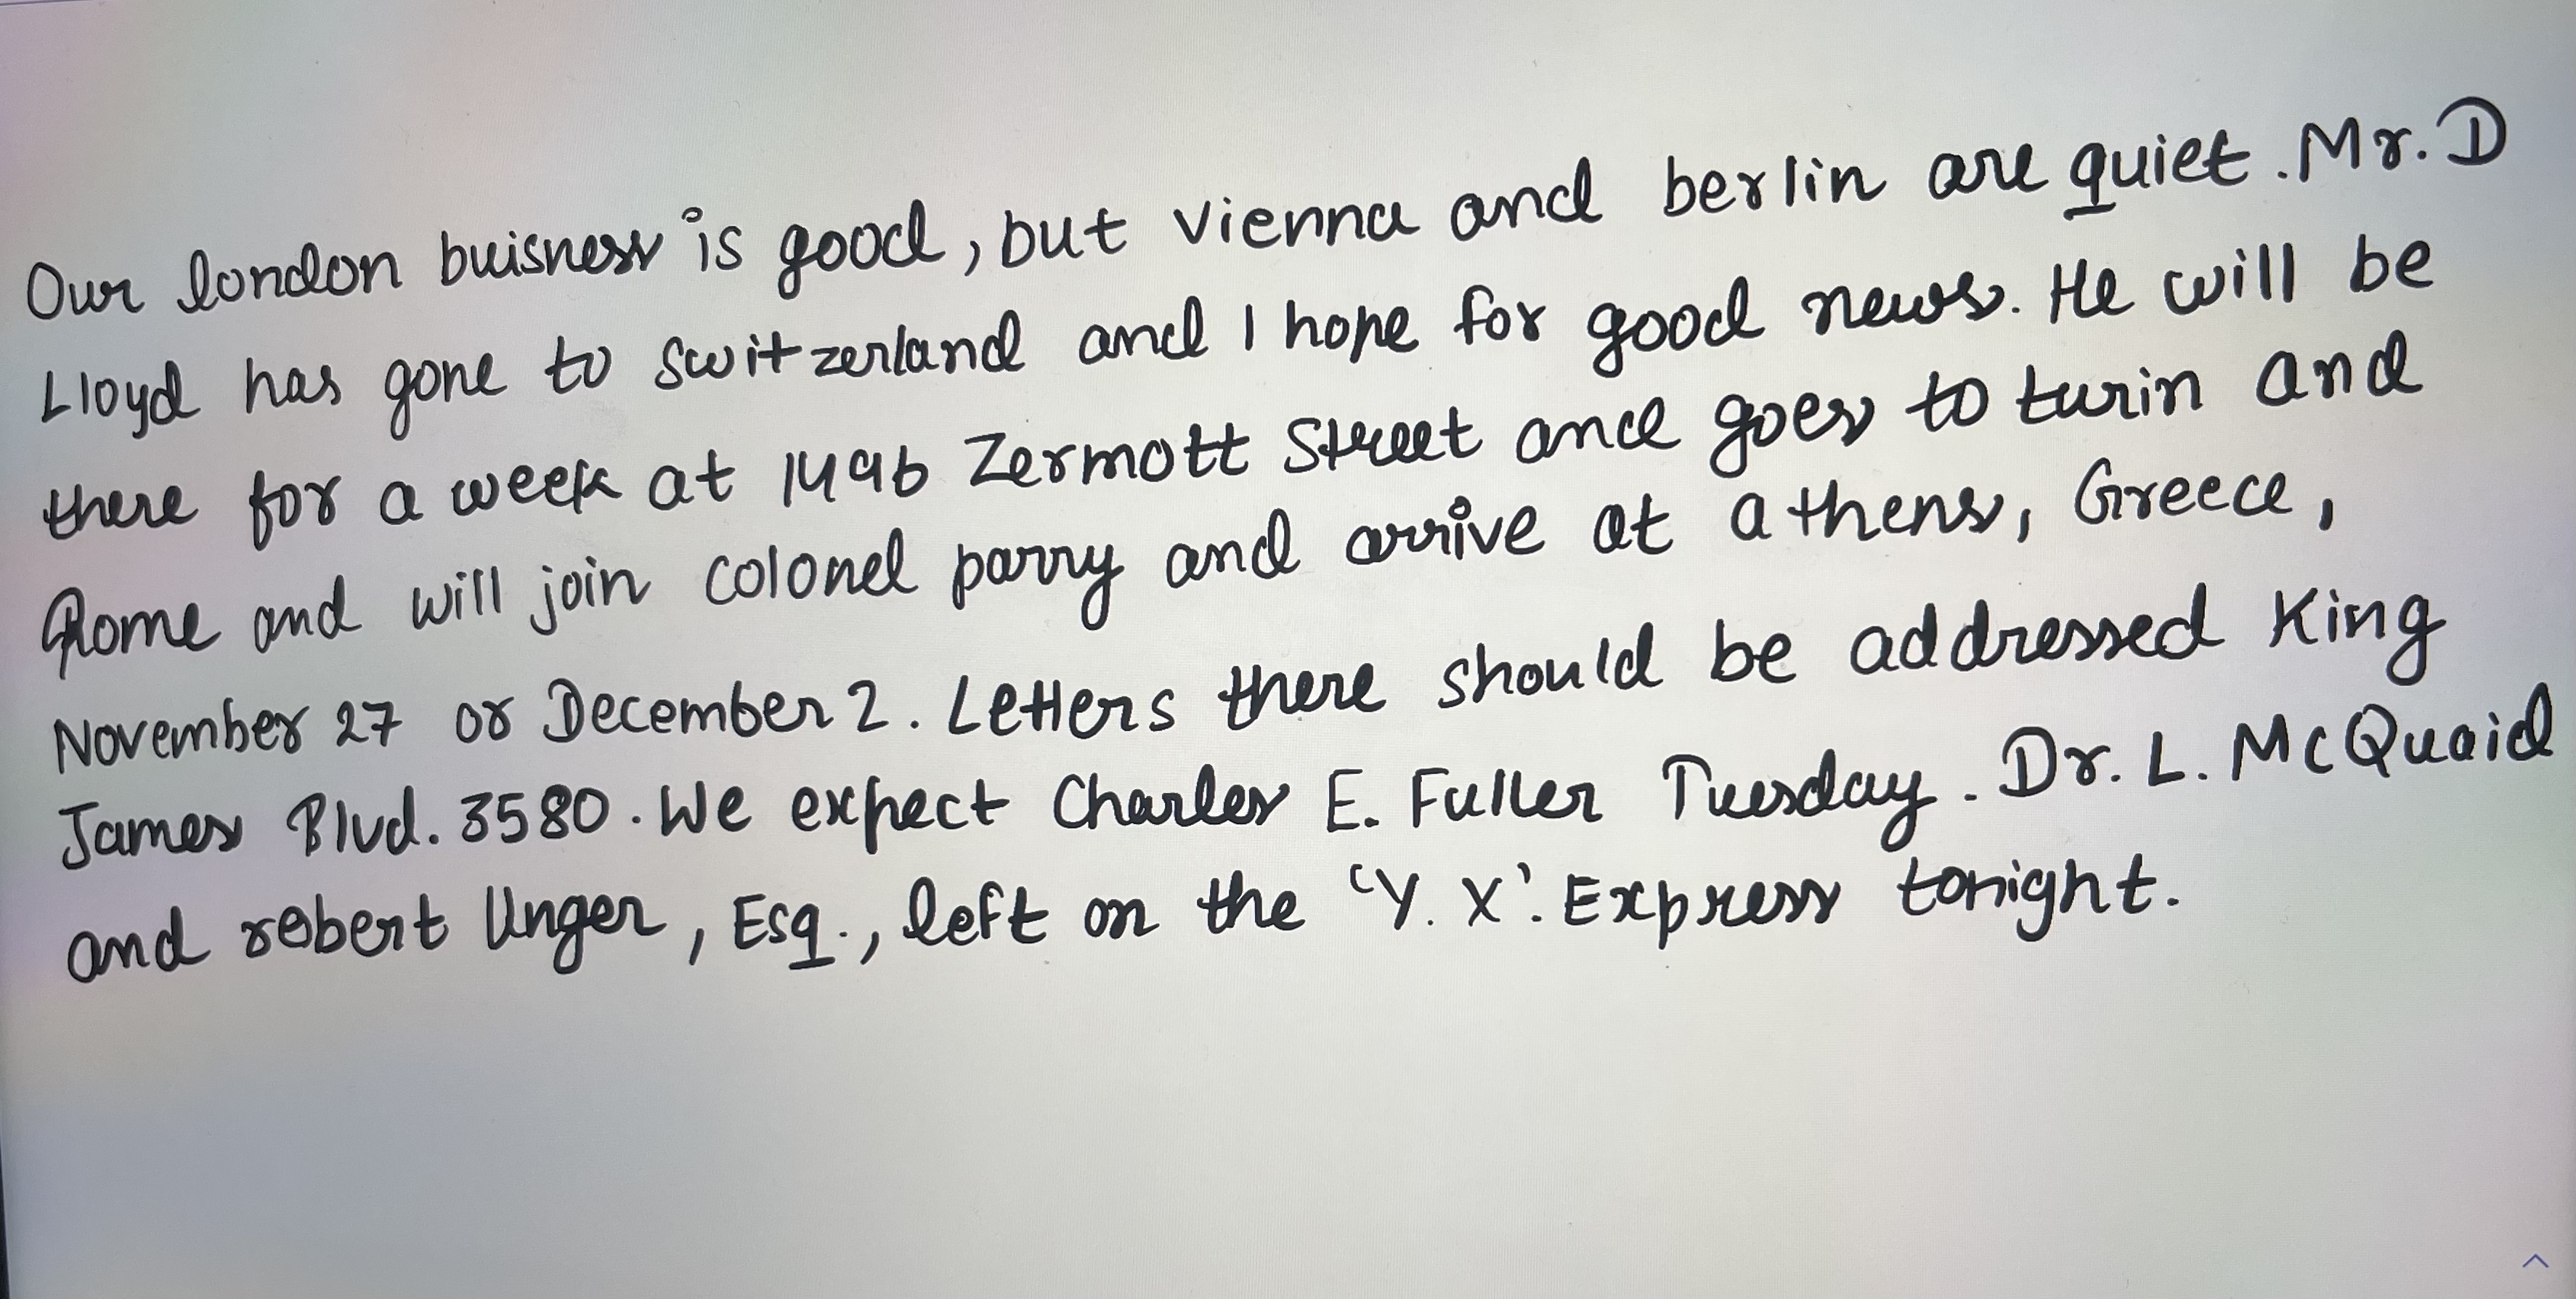 Our london buisness is good, but vienna and berlin are quiet. Mr. D
Lloyd has gone to switzerland and I hope for good news. He will be
there for a week at 1496 Zermott Street and goes to turin and
Rome and will join colonel parry and arrive at athens, Greece,
November 27 or December 2. Letters there should be addressed King
James Blvd. 3580. We expect Charles E. Fuller Tuesday. Dr. L. McQuaid
and robert Unger, Esq., left on the 'Y. X'. Express tonight.